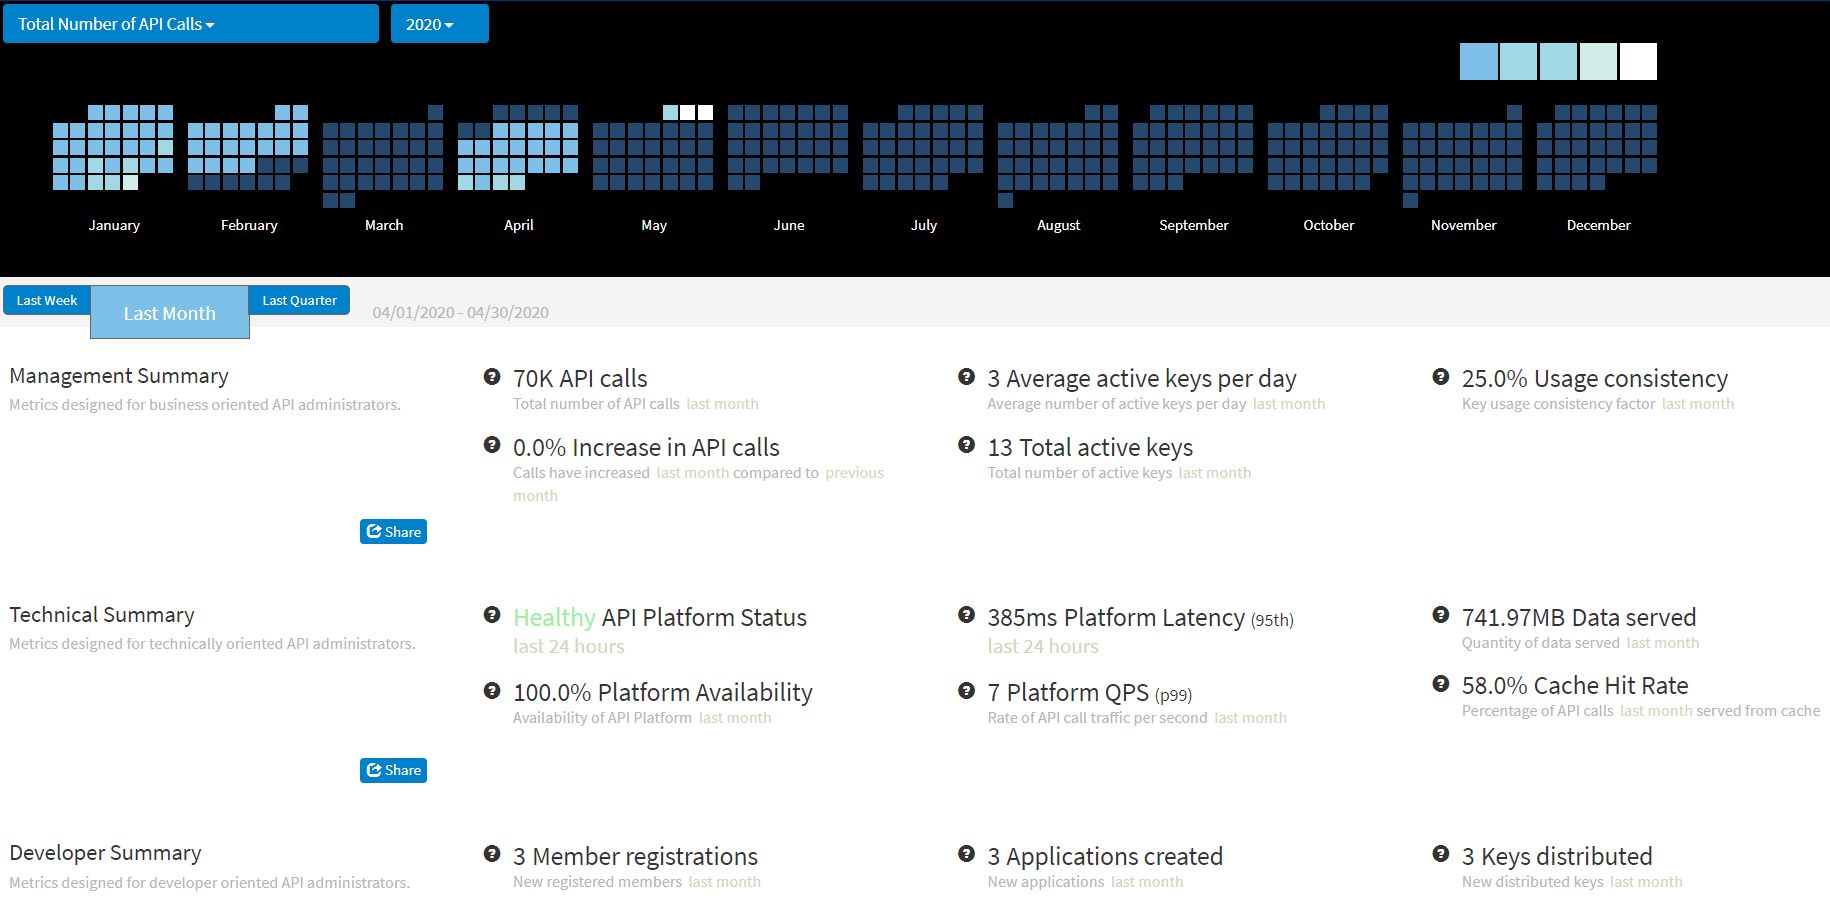 Total Number of API Calls
2020
January February March April May June July August September October November December
Last Week
Last Month
Last Quarter
04/01/2020 - 04/30/2020
Management Summary
Metrics designed for business oriented API administrators.
Share
70K API calls
Total number of API calls last month
0.0% Increase in API calls
Calls have increased last month compared to previous
month
3 Average active keys per day
Average number of active keys per day last month
13 Total active keys
Total number of active keys last month
25.0% Usage consistency
Key usage consistency factor last month
Technical Summary
Metrics designed for technically oriented API administrators.
Share
Healthy API Platform Status
last 24 hours
100.0% Platform Availability
Availability of API Platform last month
385ms Platform Latency (95th)
last 24 hours
7 Platform QPS (p99)
Rate of API call traffic per second last month
741.97MB Data served
Quantity of data served last month
58.0% Cache Hit Rate
Percentage of API calls last month served from cache
Developer Summary
Metrics designed for developer oriented API administrators.
3 Member registrations
New registered members last month
3 Applications created
New applications last month
3 Keys distributed
New distributed keys last month